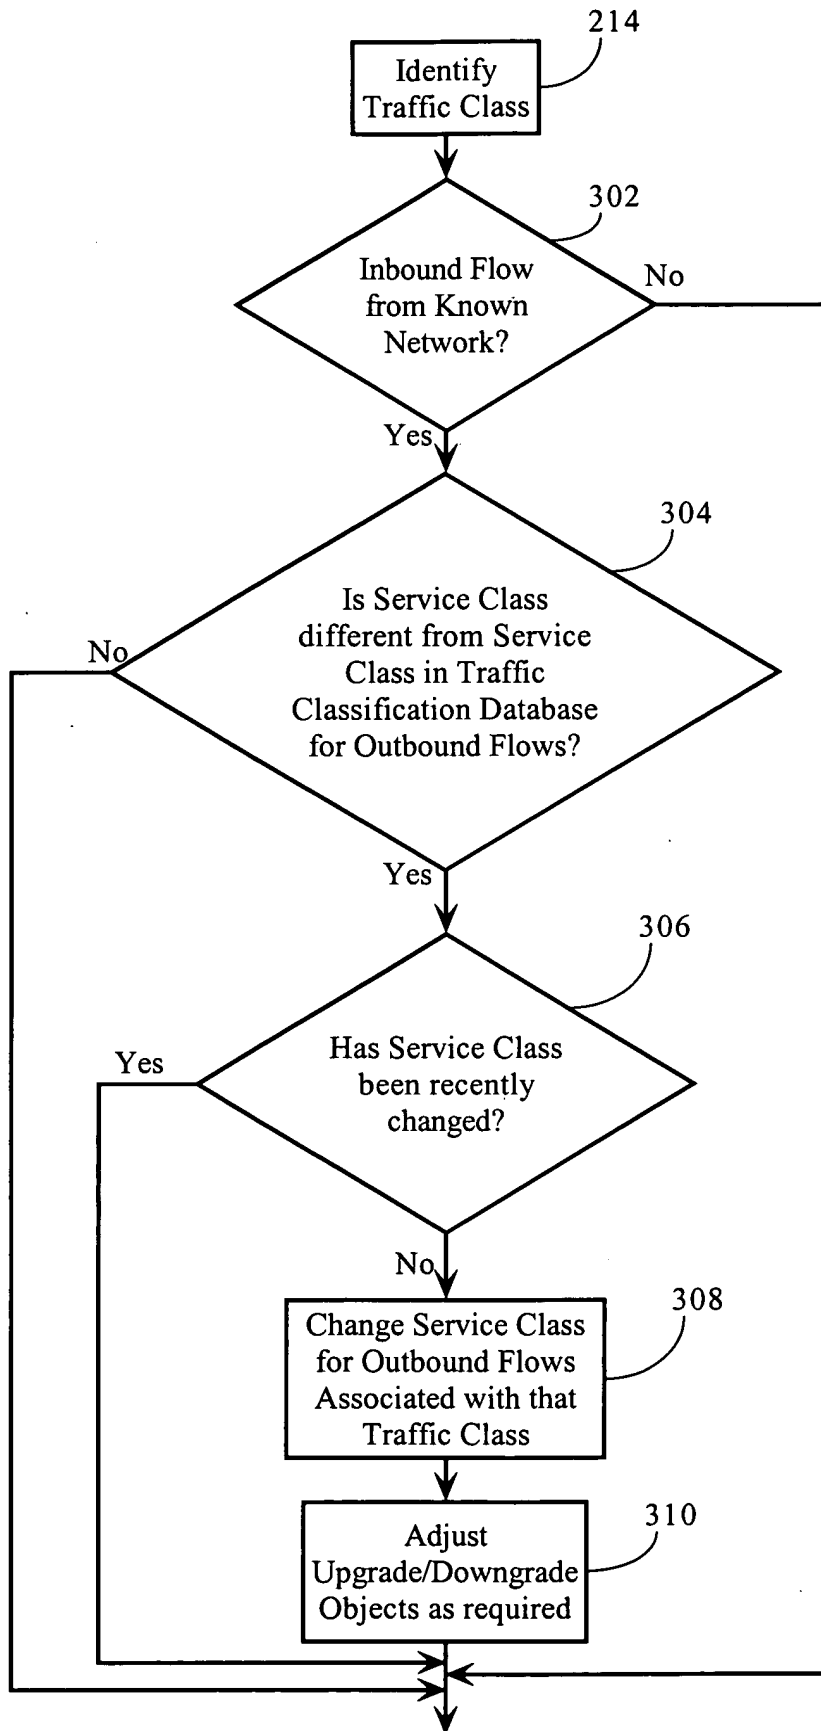 214
Identify
Traffic Class
302
Inbound Flow
from Known
Network?
No
Yes
304
Is Service Class
different from Service
Class in Traffic
Classification Database
for Outbound Flows?
No
Yes
306
Has Service Class
been recently
changed?
Yes
No
308
Change Service Class
for Outbound Flows
Associated with that
Traffic Class
310
Adjust
Upgrade/Downgrade
Objects as required